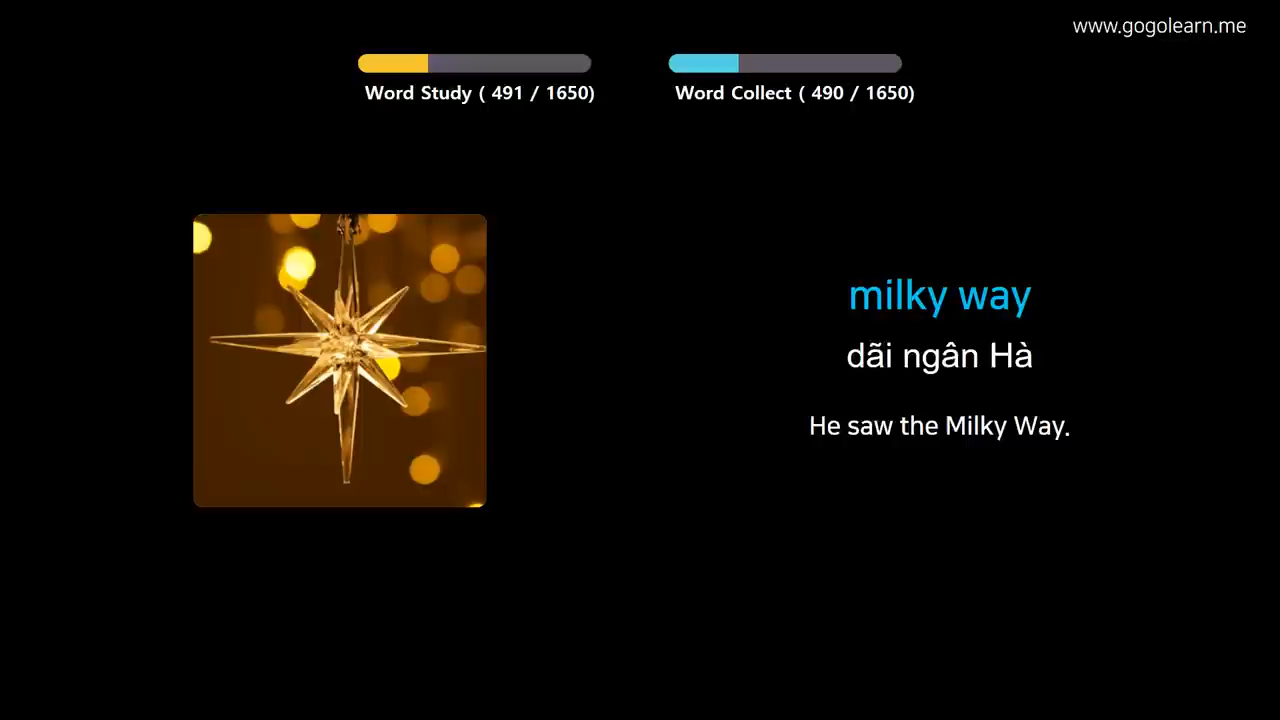 www.gogolearn.me
Word Study ( 491 / 1650)
Word Collect ( 490 / 1650)
milky way
dãi ngân Hà
He saw the Milky Way.